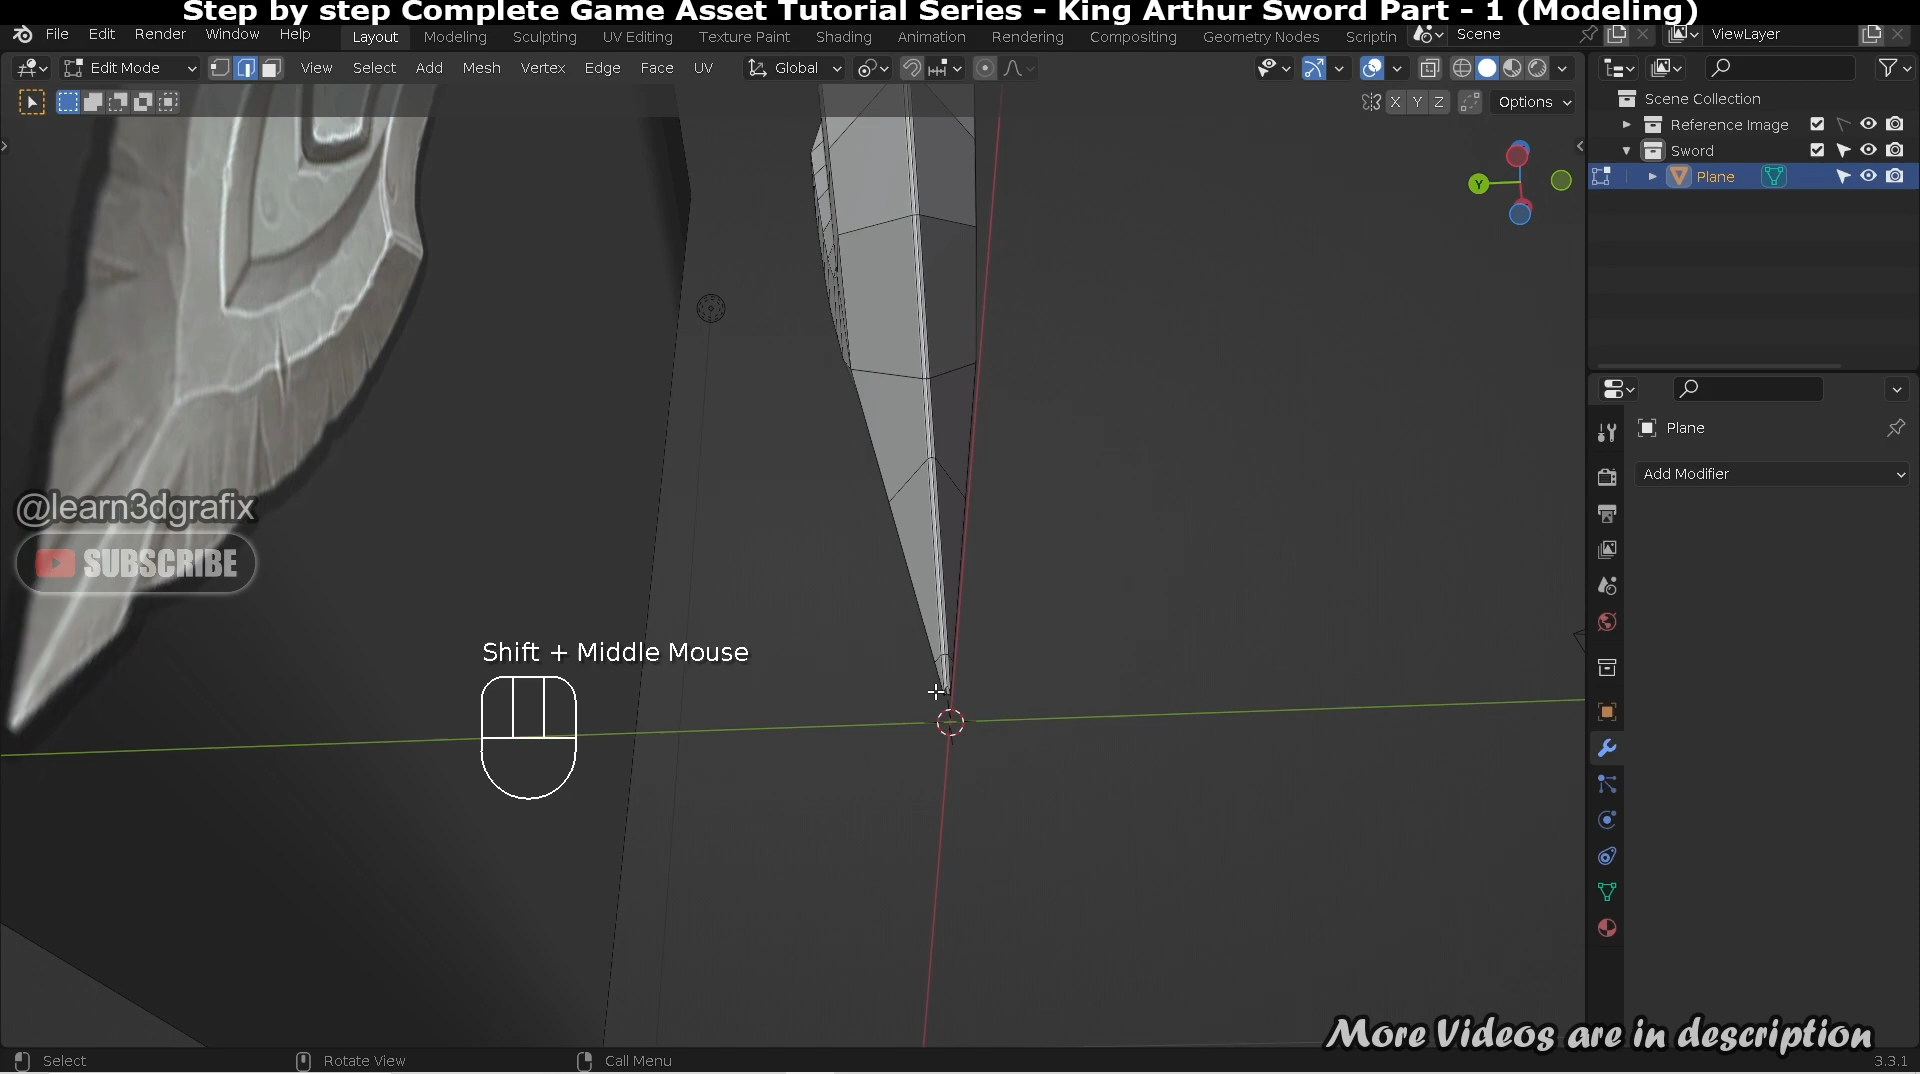 Step by step Complete Game Asset Tutorial Series - King Arthur Sword Part - 1 (Modeling)
File Edit Render Window Help Layout Modeling Sculpting UV Editing Texture Paint Shading Animation Rendering Compositing Geometry Nodes Scriptin Scene ViewLayer
Edit Mode View Select Add Mesh Vertex Edge Face UV Global
X Y Z Options
Scene Collection
Reference Image
Sword
Plane
Y
Plane
Add Modifier
@learn3dgrafix
SUBSCRIBE
Shift + Middle Mouse
More Videos are in description
Select Rotate View Call Menu 3.3.1